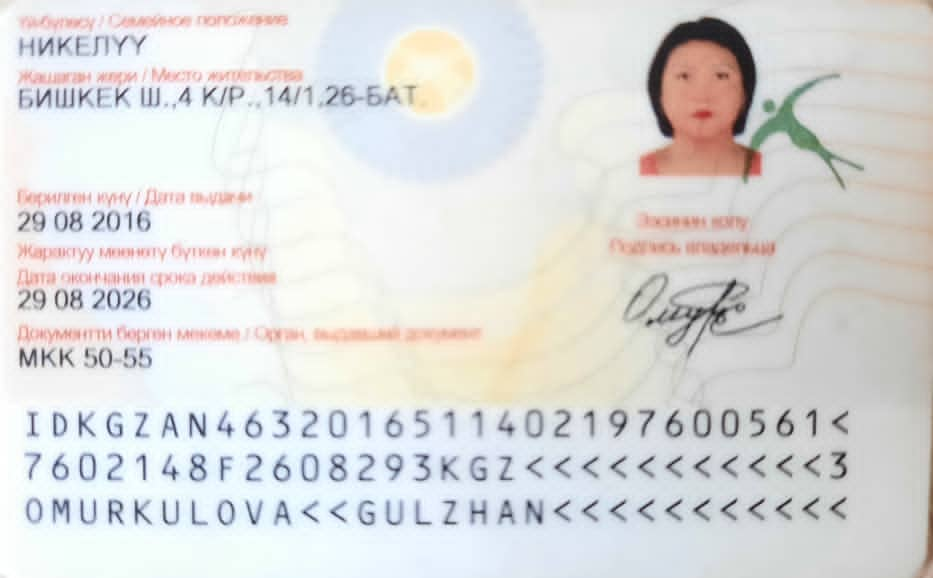 Үй-бүлөсү / Семейное положение
НИКЕЛҮҮ
Жашаган жери / Место жительства
БИШКЕК Ш.,4 К/Р.,14/1,26-БАТ.
Берилген күнү / Дата выдачи
29 08 2016
Жарактуу мөөнөтү бүткөн күнү
Дата окончания срока действия
29 08 2026
Документти берген мекеме / Орган, выдавший документ
МКК 50-55
Ээсинин колу
Подпись владельца
IDKGZAN4632016511402197600561<
7602148F2608293KGZ<<<<<<<<<<<3
OMURKULOVA<<GULZHAN<<<<<<<<<<<